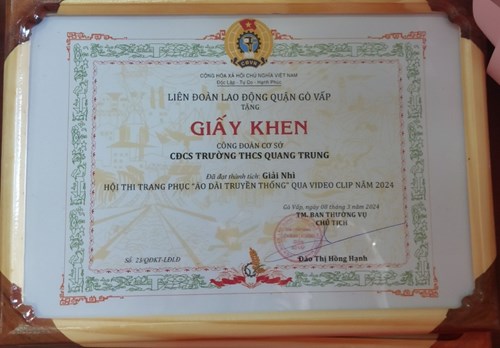 CỘNG HÒA XÃ HỘI CHỦ NGHĨA VIỆT NAM
Độc Lập - Tự Do - Hạnh Phúc
LIÊN ĐOÀN LAO ĐỘNG QUẬN GÒ VẤP
TẶNG
GIẤY KHEN
CÔNG ĐOÀN CƠ SỞ
CĐCS TRƯỜNG THCS QUANG TRUNG
Đã đạt thành tích: Giải Nhì
HỘI THI TRANG PHỤC "ÁO DÀI TRUYỀN THỐNG" QUA VIDEO CLIP NĂM 2024
Gò Vấp, ngày 08 tháng 3 năm 2024
TM. BAN THƯỜNG VỤ
CHỦ TỊCH
Số: 23/QĐKT-LĐLĐ
Đào Thị Hồng Hạnh